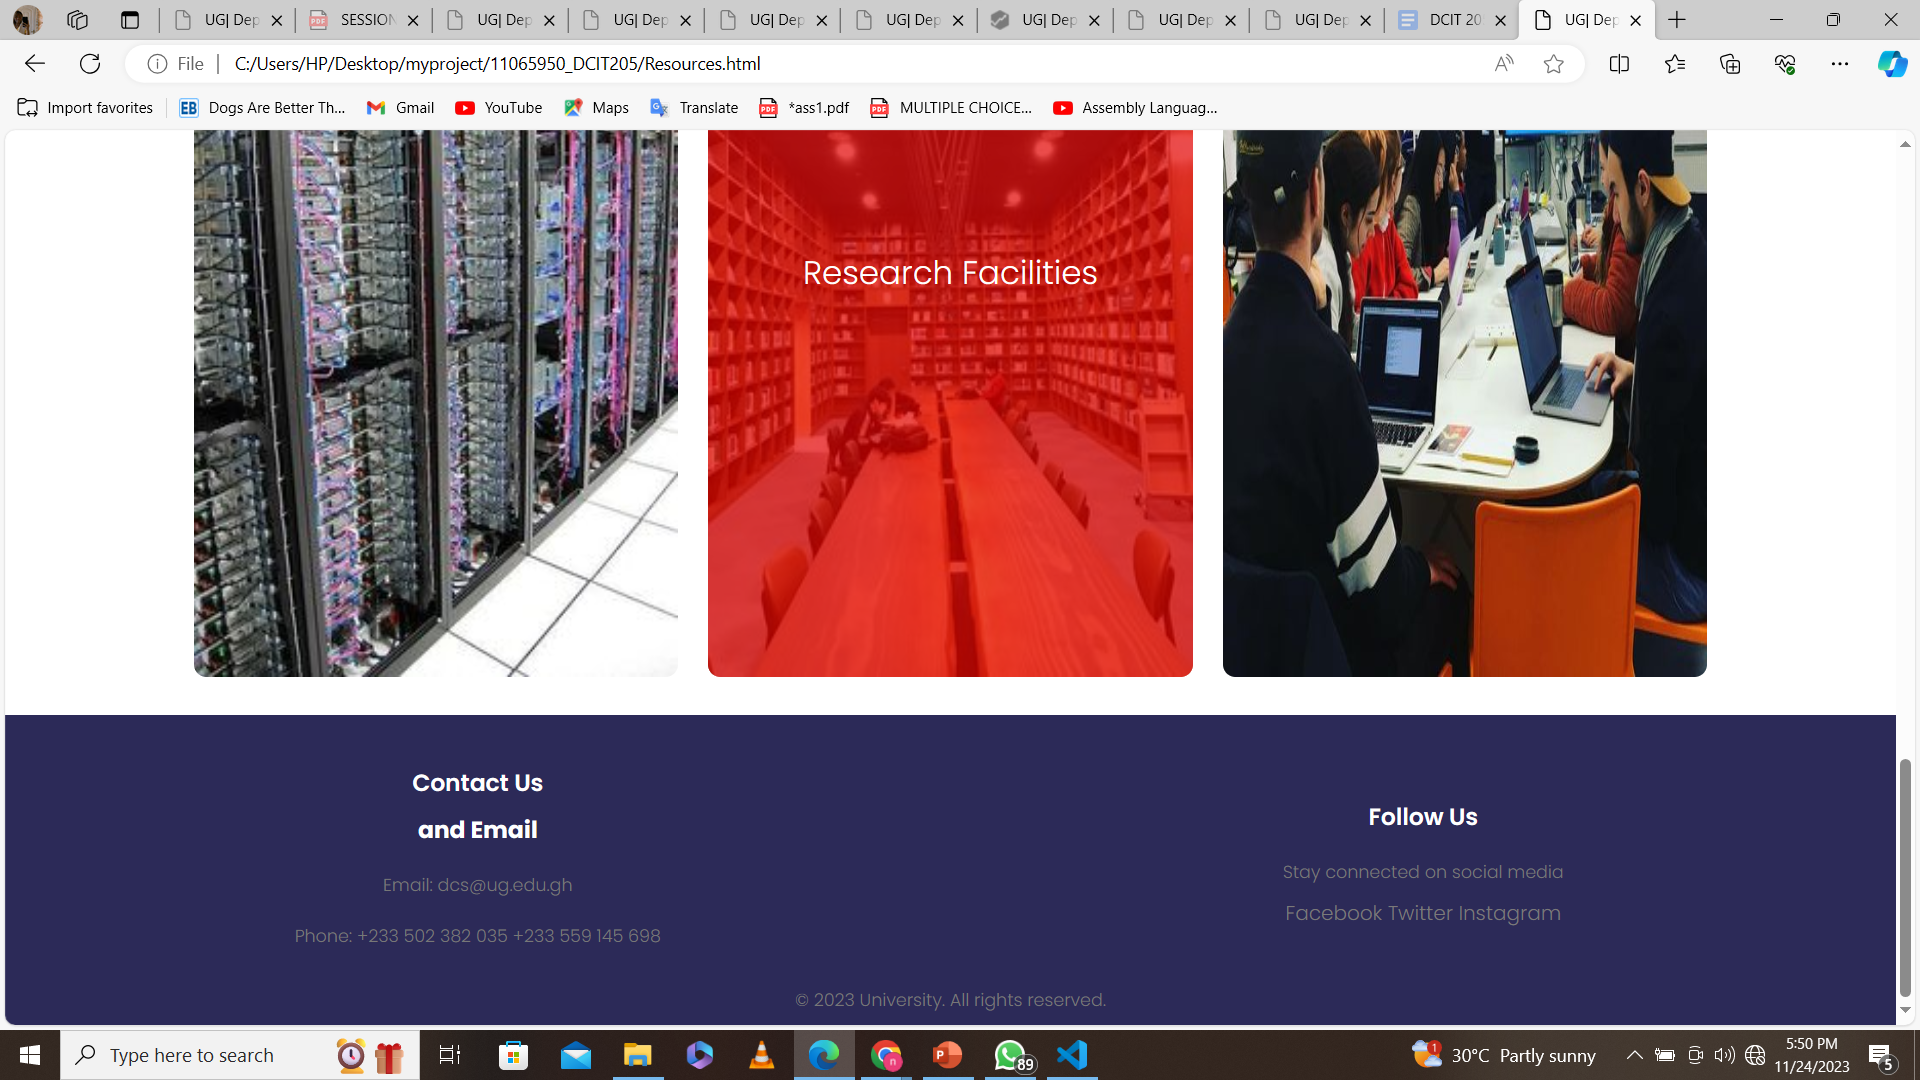 UG| Dep
SESSION
UG| Dep
UG| Dep
UG| Dep
UG| Dep
UG| Dep
UG| Dep
UG| Dep
DCIT 20
UG| Dep
File
C:/Users/HP/Desktop/myproject/11065950_DCIT205/Resources.html
Import favorites
EB
Dogs Are Better Th...
Gmail
YouTube
Maps
Translate
*ass1.pdf
MULTIPLE CHOICE...
Assembly Languag...
Research Facilities
Contact Us
and Email
Email: dcs@ug.edu.gh
Phone: +233 502 382 035 +233 559 145 698
Follow Us
Stay connected on social media
Facebook Twitter Instagram
© 2023 University. All rights reserved.
Type here to search
89
1
30°C Partly sunny
5:50 PM
11/24/2023
5